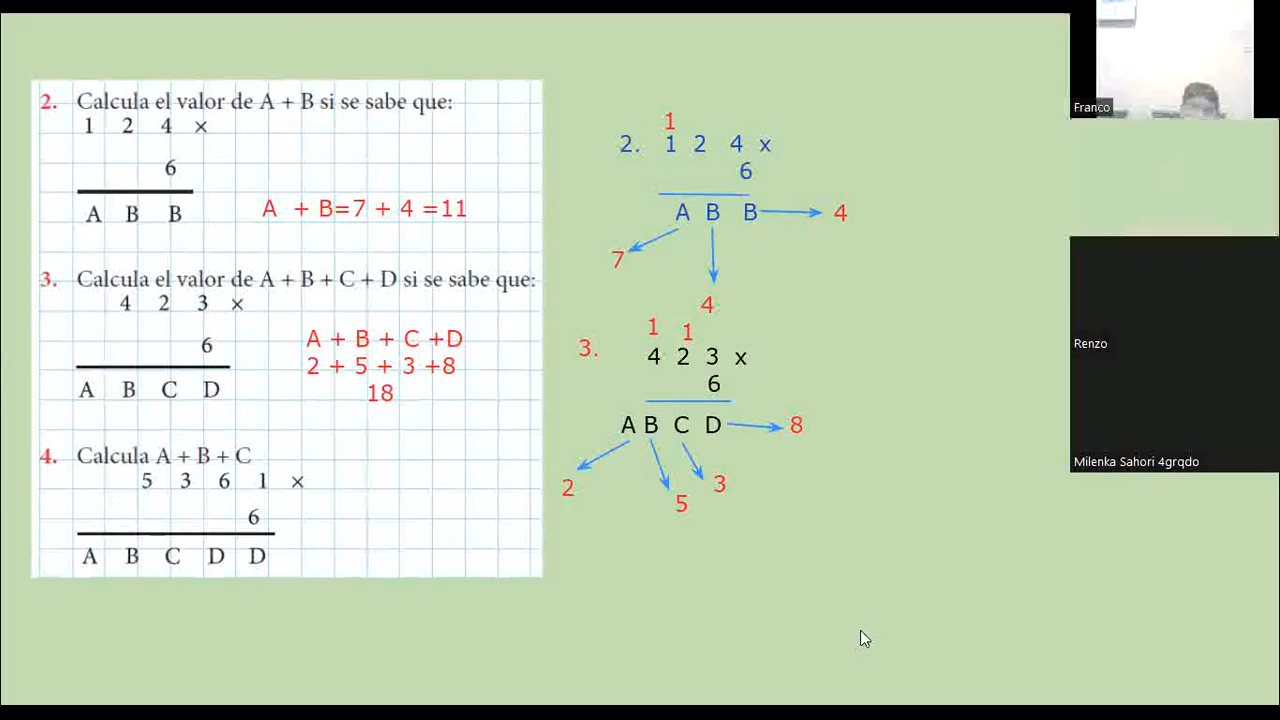 2. Calcula el valor de A + B si se sabe que:
1 2 4 ×
6
A B B
A + B=7 + 4 =11
3. Calcula el valor de A + B + C + D si se sabe que:
4 2 3 ×
6
A B C D
A + B + C +D
2 + 5 + 3 +8
18
4. Calcula A + B + C
5 3 6 1 ×
6
A B C D D
1
2. 1 2 4 x
6
A B B 4
7
4
1 1
3. 4 2 3 x
6
A B C D 8
2 5 3
Franco
Renzo
Milenka Sahori 4grqdo